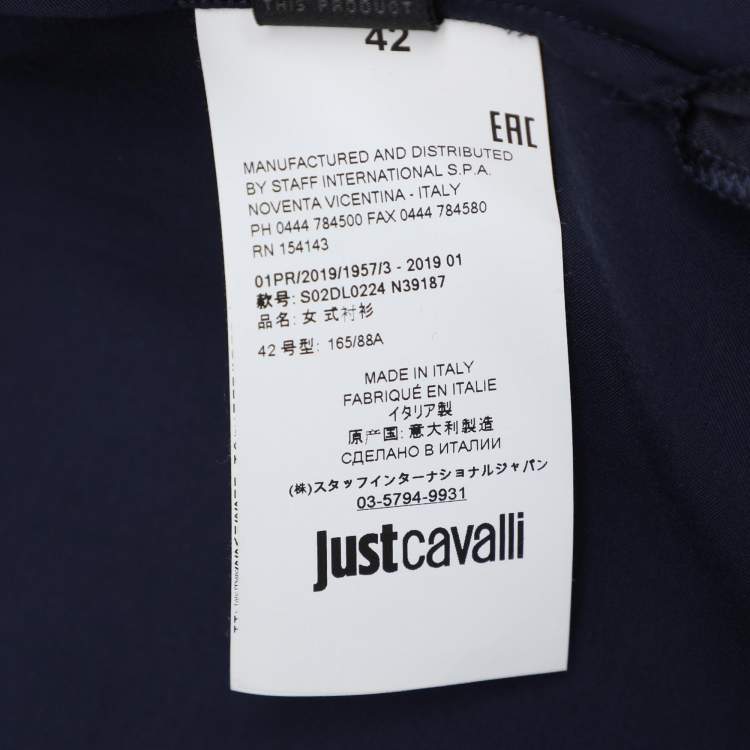 THIS PRODUCT
42
EAC
MANUFACTURED AND DISTRIBUTED
BY STAFF INTERNATIONAL S.P.A.
NOVENTA VICENTINA - ITALY
PH 0444 784500 FAX 0444 784580
RN 154143
01PR/2019/1957/3 - 2019 01
款号: S02DL0224 N39187
品名: 女 式衬衫
42 号型: 165/88A
MADE IN ITALY
FABRIQUÉ EN ITALIE
イタリア製
原产国: 意大利製造
СДЕЛАНО В ИТАЛИИ
(株)スタッフインターナショナルジャパン
03-5794-9931
justcavalli